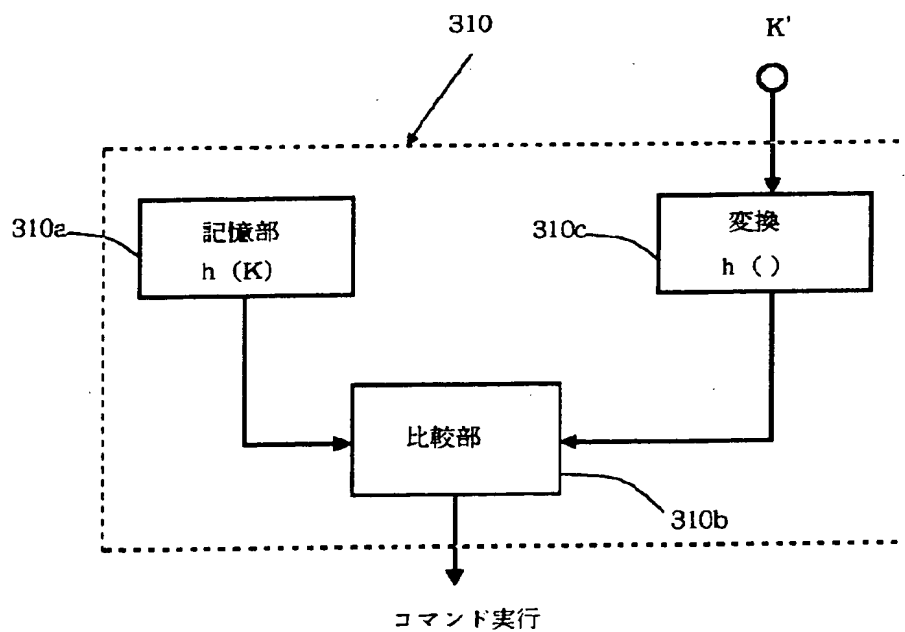 310
K'
310a
記憶部
h (K)
310c
変換
h ( )
比較部
310b
コマンド実行